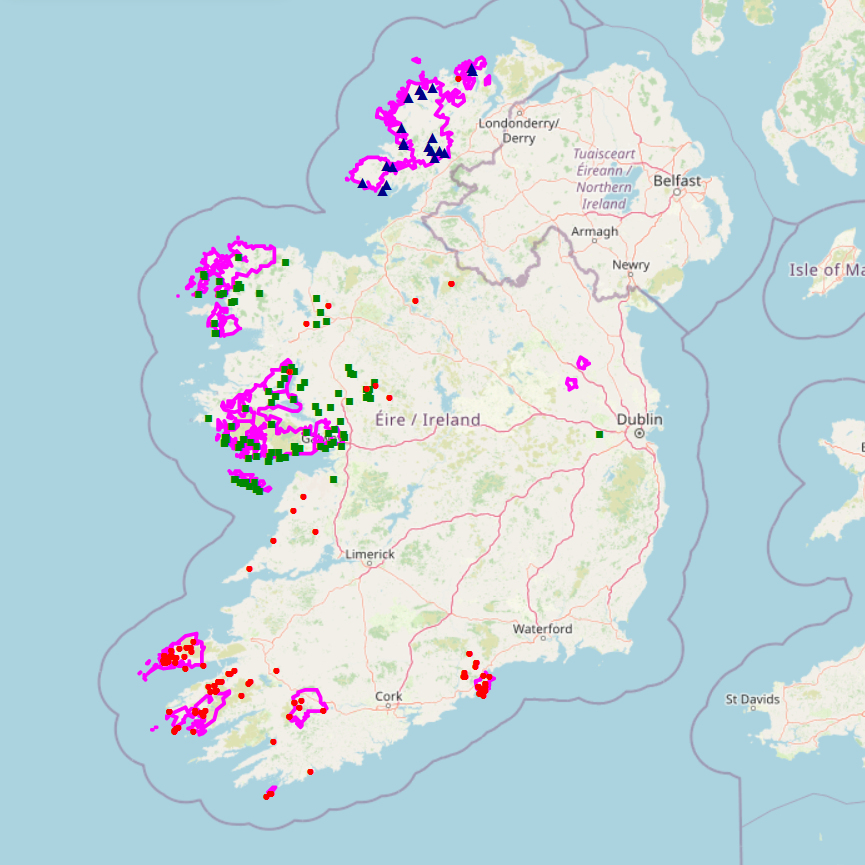 Londonderry/
Derry
Tuaisceart
Éireann /
Northern
Ireland
Belfast
Armagh
Newry
Isle of Ma
Éire / Ireland
Dublin
Limerick
Waterford
Cork
St Davids